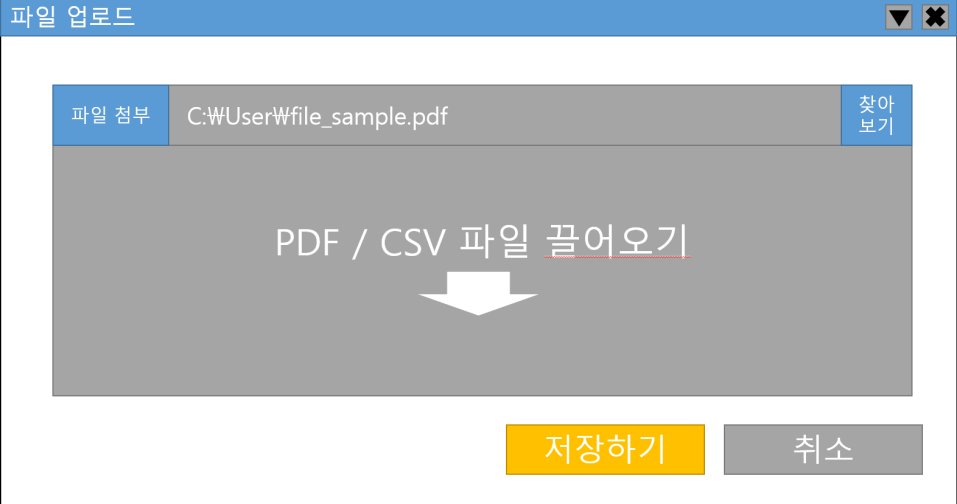 파일 업로드
파일 첨부
C:₩User₩file_sample.pdf
찾아
보기
PDF / CSV 파일 끌어오기
저장하기
취소